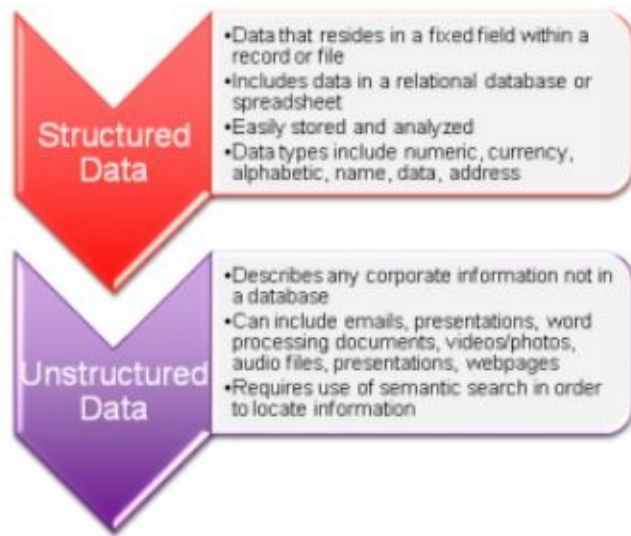 Structured
Data
•Data that resides in a fixed field within a
record or file
•Includes data in a relational database or
spreadsheet
•Easily stored and analyzed
•Data types include numeric, currency,
alphabetic, name, data, address
Unstructured
Data
•Describes any corporate information not in
a database
•Can include emails, presentations, word
processing documents, videos/photos,
audio files, presentations, webpages
•Requires use of semantic search in order
to locate information